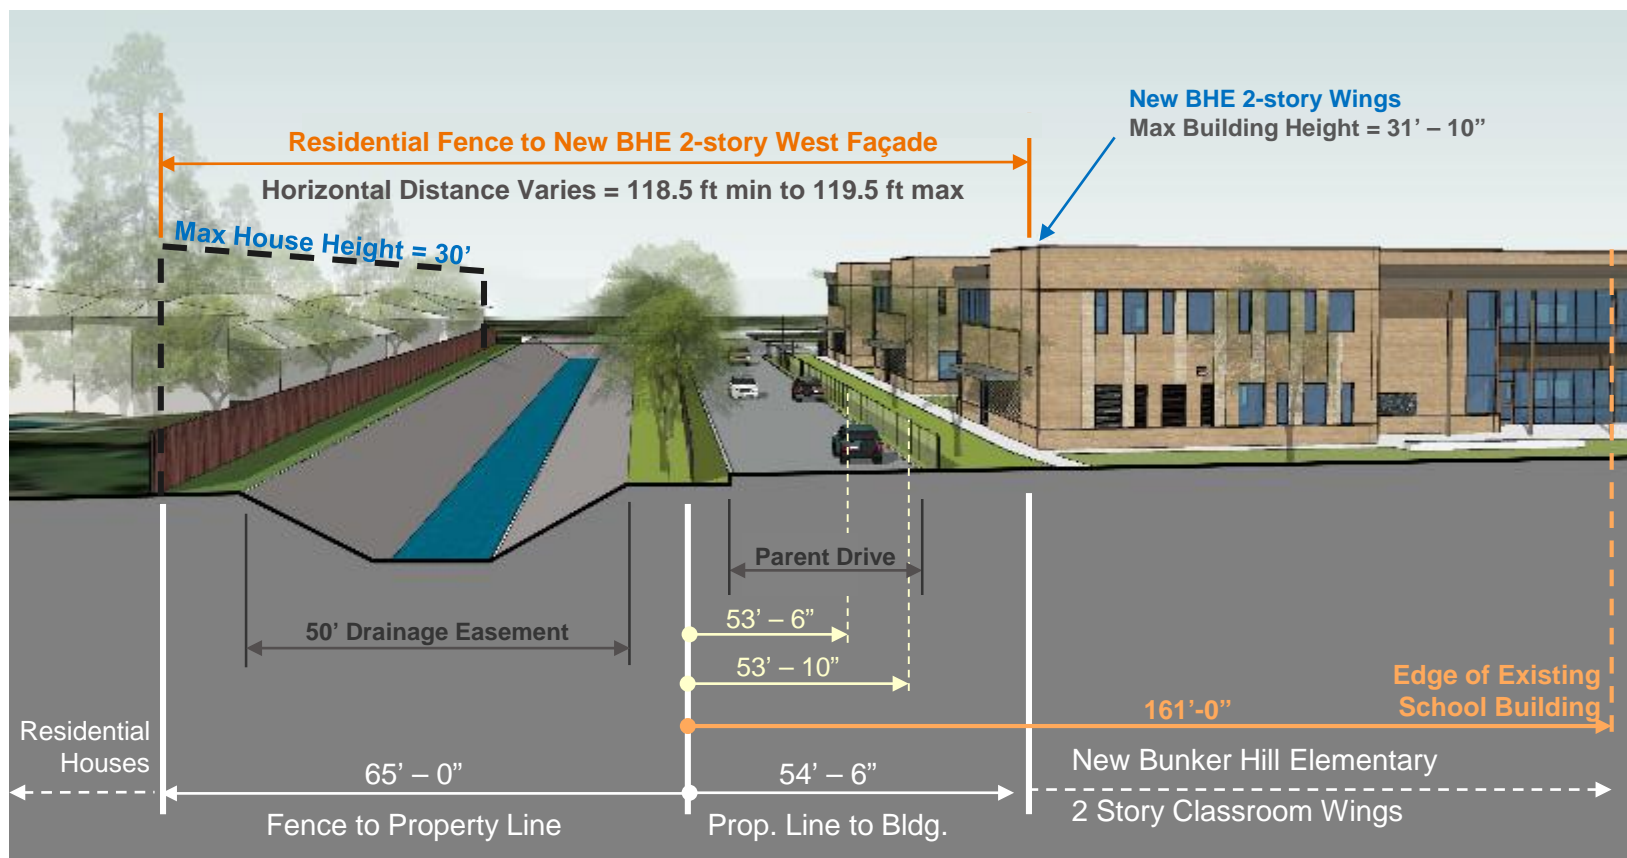 New BHE 2-story Wings
Max Building Height = 31’ – 10”
Residential Fence to New BHE 2-story West Façade
Horizontal Distance Varies = 118.5 ft min to 119.5 ft max
Max House Height = 30’
Parent Drive
50’ Drainage Easement
53’ – 6”
53’ – 10”
Edge of Existing
School Building
161’-0”
Residential
Houses
65’ – 0”
54’ – 6”
New Bunker Hill Elementary
2 Story Classroom Wings
Fence to Property Line
Prop. Line to Bldg.